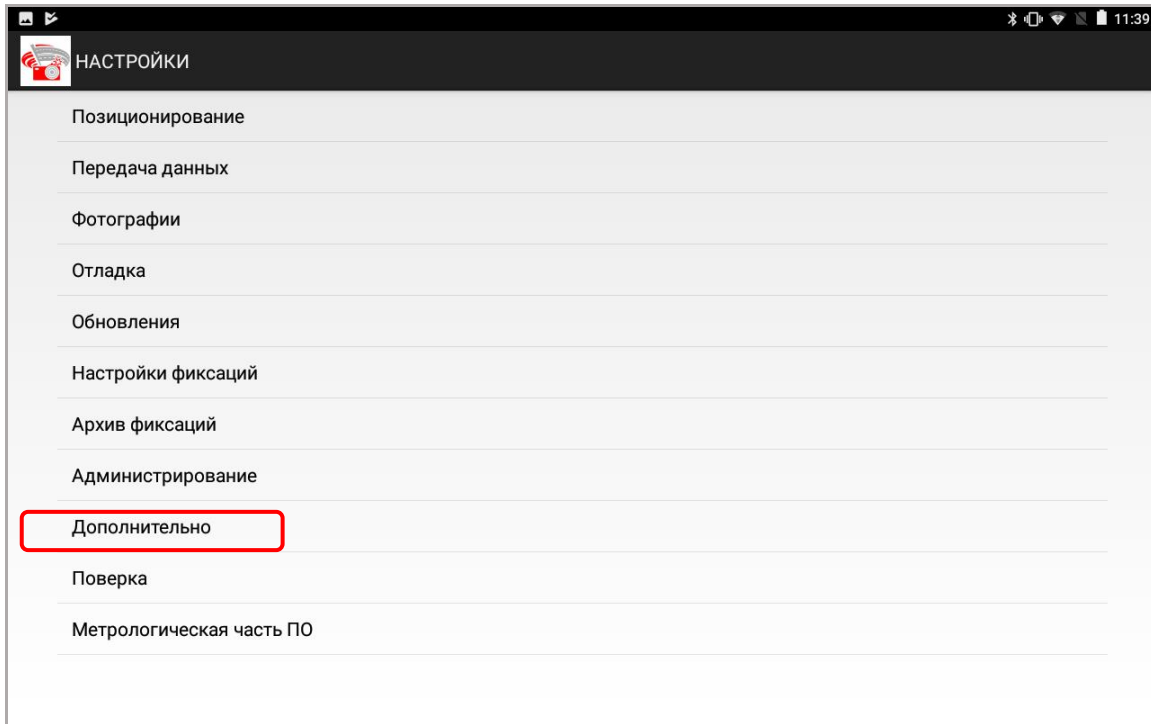 11:39
НАСТРОЙКИ
Позиционирование
Передача данных
Фотографии
Отладка
Обновления
Настройки фиксаций
Архив фиксаций
Администрирование
Дополнительно
Поверка
Метрологическая часть ПО